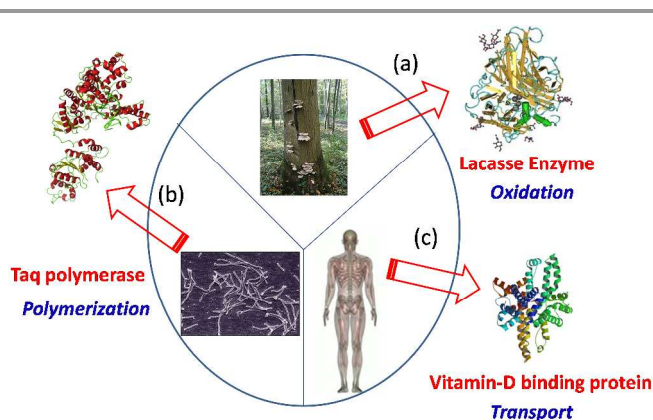 (a)
Lacasse Enzyme
Oxidation
(b)
Taq polymerase
Polymerization
(c)
Vitamin-D binding protein
Transport